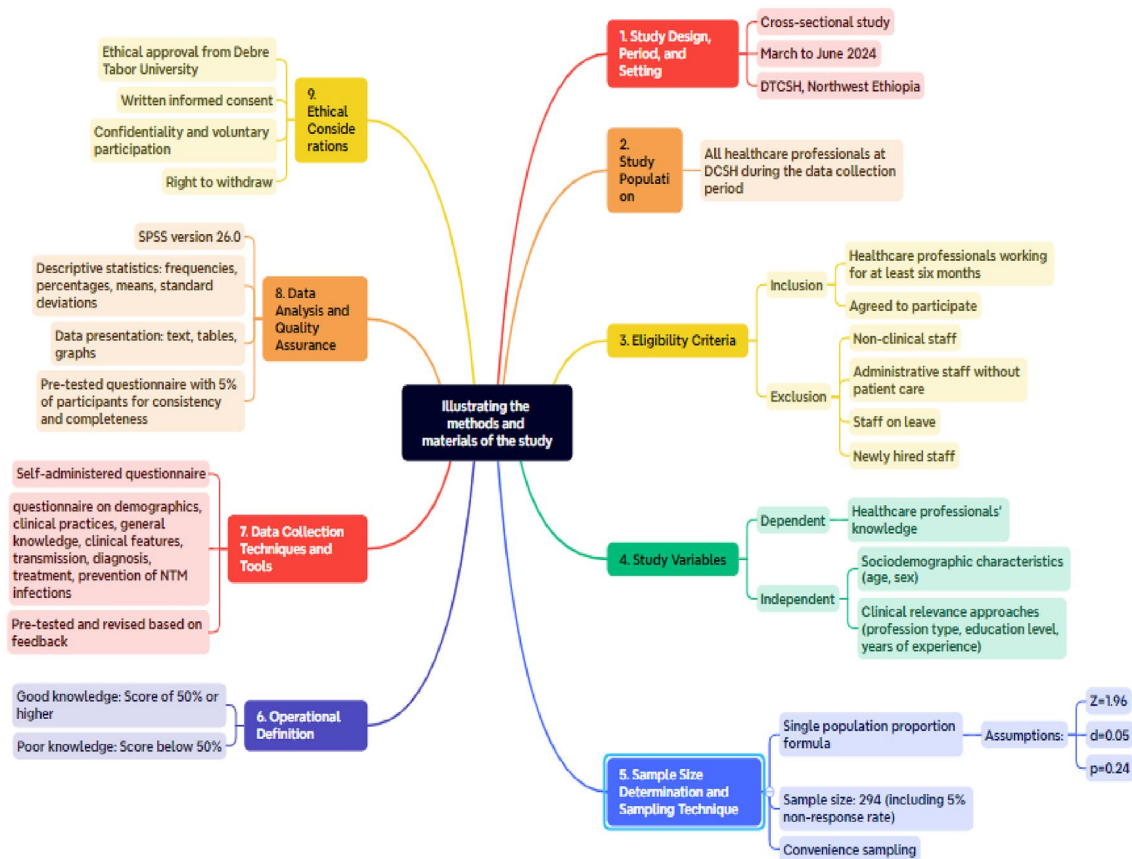 Illustrating the
methods and
materials of the study
1. Study Design,
Period, and
Setting
Cross-sectional study
March to June 2024
DTCSH, Northwest Ethiopia
2.
Study
Populati
on
All healthcare professionals at
DCSH during the data collection
period
3. Eligibility Criteria
Inclusion
Healthcare professionals working
for at least six months
Agreed to participate
Exclusion
Non-clinical staff
Administrative staff without
patient care
Staff on leave
Newly hired staff
4. Study Variables
Dependent
Healthcare professionals'
knowledge
Independent
Sociodemographic characteristics
(age, sex)
Clinical relevance approaches
(profession type, education level,
years of experience)
5. Sample Size
Determination and
Sampling Technique
Single population proportion
formula
Assumptions:
Z=1.96
d=0.05
p=0.24
Sample size: 294 (including 5%
non-response rate)
Convenience sampling
6. Operational
Definition
Good knowledge: Score of 50% or
higher
Poor knowledge: Score below 50%
7. Data Collection
Techniques and
Tools
Self-administered questionnaire
questionnaire on demographics,
clinical practices, general
knowledge, clinical features,
transmission, diagnosis,
treatment, prevention of NTM
infections
Pre-tested and revised based on
feedback
8. Data
Analysis and
Quality
Assurance
SPSS version 26.0
Descriptive statistics: frequencies,
percentages, means, standard
deviations
Data presentation: text, tables,
graphs
Pre-tested questionnaire with 5%
of participants for consistency
and completeness
9.
Ethical
Conside
rations
Ethical approval from Debre
Tabor University
Written informed consent
Confidentiality and voluntary
participation
Right to withdraw